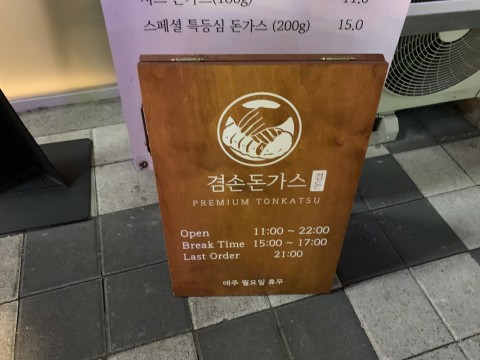 스페셜 특등심 돈가스 (200g) 15.0
겸손돈가스
겸돈
PREMIUM TONKATSU
Open 11:00 ~ 22:00
Break Time 15:00 ~ 17:00
Last Order 21:00
매주 월요일 휴무